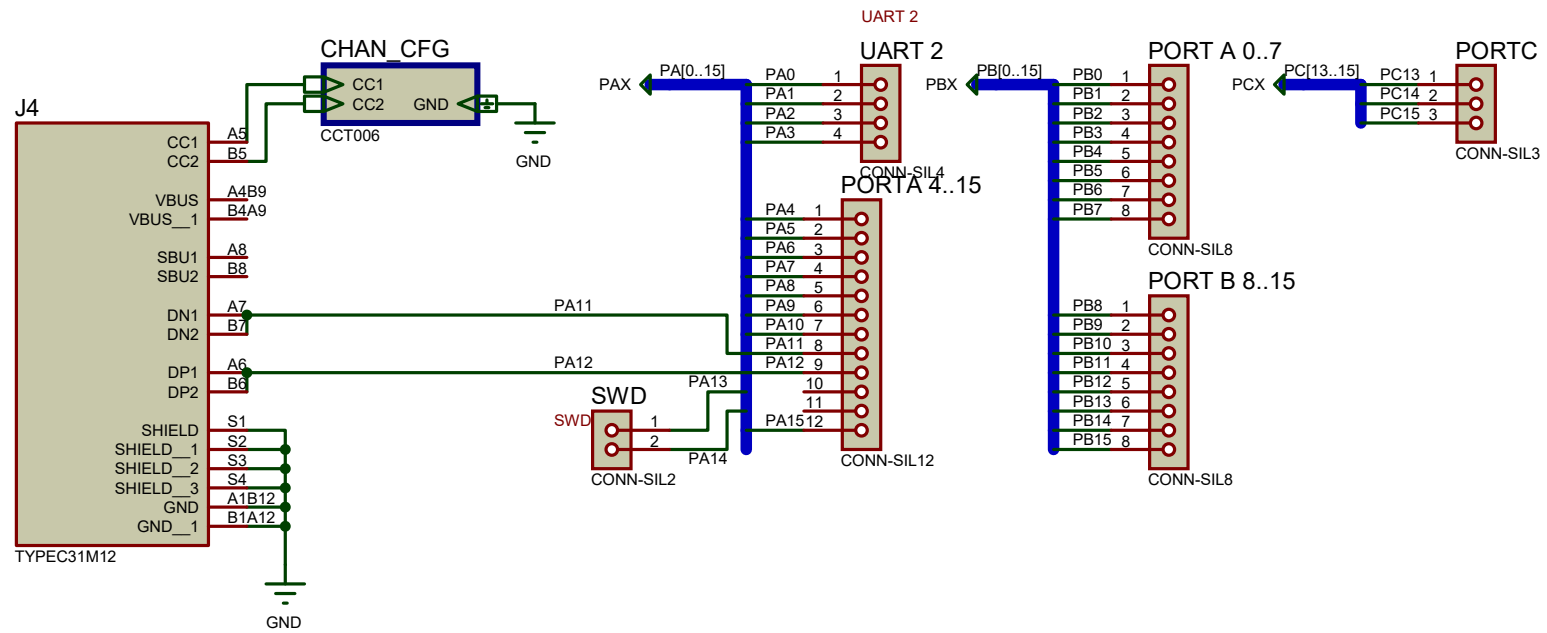 UART 2
CHAN_CFG
CC1
CC2
GND
CCT006
GND
J4
CC1 A5
CC2 B5
VBUS A4B9
VBUS__1 B4A9
SBU1 A8
SBU2 B8
DN1 A7
DN2 B7
DP1 A6
DP2 B6
SHIELD S1
SHIELD__1 S2
SHIELD__2 S3
SHIELD__3 S4
GND A1B12
GND__1 B1A12
TYPEC31M12
GND
PA11
PA12
SWD
SWD
1 PA13
2 PA14
CONN-SIL2
PAX PA[0..15]
UART 2
PA0 1
PA1 2
PA2 3
PA3 4
CONN-SIL4
PORTA 4..15
PA4 1
PA5 2
PA6 3
PA7 4
PA8 5
PA9 6
PA10 7
PA11 8
PA12 9
10
11
PA15 12
CONN-SIL12
PBX PB[0..15]
PORT A 0..7
PB0 1
PB1 2
PB2 3
PB3 4
PB4 5
PB5 6
PB6 7
PB7 8
CONN-SIL8
PORT B 8..15
PB8 1
PB9 2
PB10 3
PB11 4
PB12 5
PB13 6
PB14 7
PB15 8
CONN-SIL8
PCX PC[13..15]
PORTC
PC13 1
PC14 2
PC15 3
CONN-SIL3